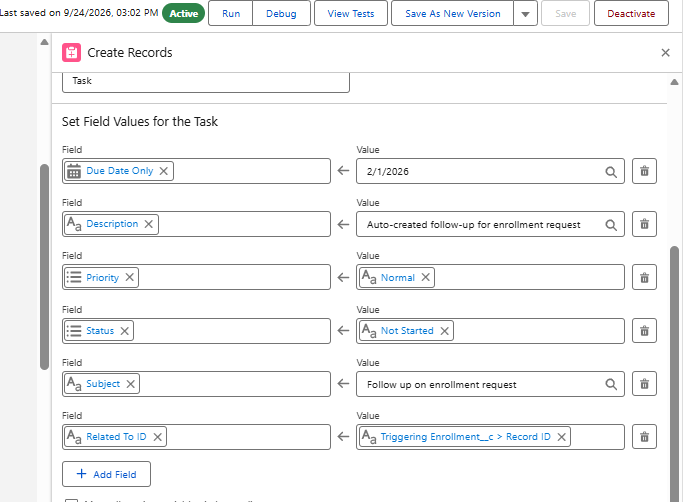 Last saved on 9/24/2024, 03:02 PM Active Run Debug View Tests Save As New Version Save Deactivate
Create Records
Task
Set Field Values for the Task
Field Value
Due Date Only 2/1/2026
Field Value
Description Auto-created follow-up for enrollment request
Field Value
Priority Normal
Field Value
Status Not Started
Field Value
Subject Follow up on enrollment request
Field Value
Related To ID Triggering Enrollment__c > Record ID
+ Add Field